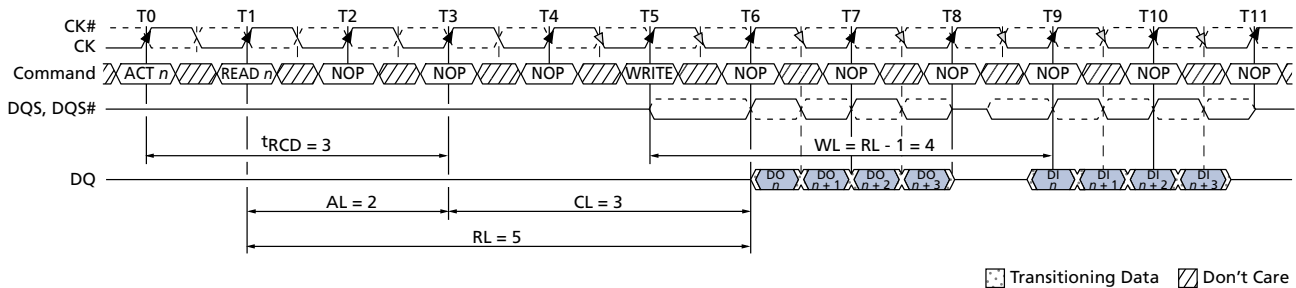 T0 T1 T2 T3 T4 T5 T6 T7 T8 T9 T10 T11
CK#
CK
Command ACT n READ n NOP NOP NOP WRITE NOP NOP NOP NOP NOP NOP
DQS, DQS#
tRCD = 3 WL = RL - 1 = 4
DQ DO n DO n + 1 DO n + 2 DO n + 3 DI n DI n + 1 DI n + 2 DI n + 3
AL = 2 CL = 3
RL = 5
Transitioning Data Don't Care